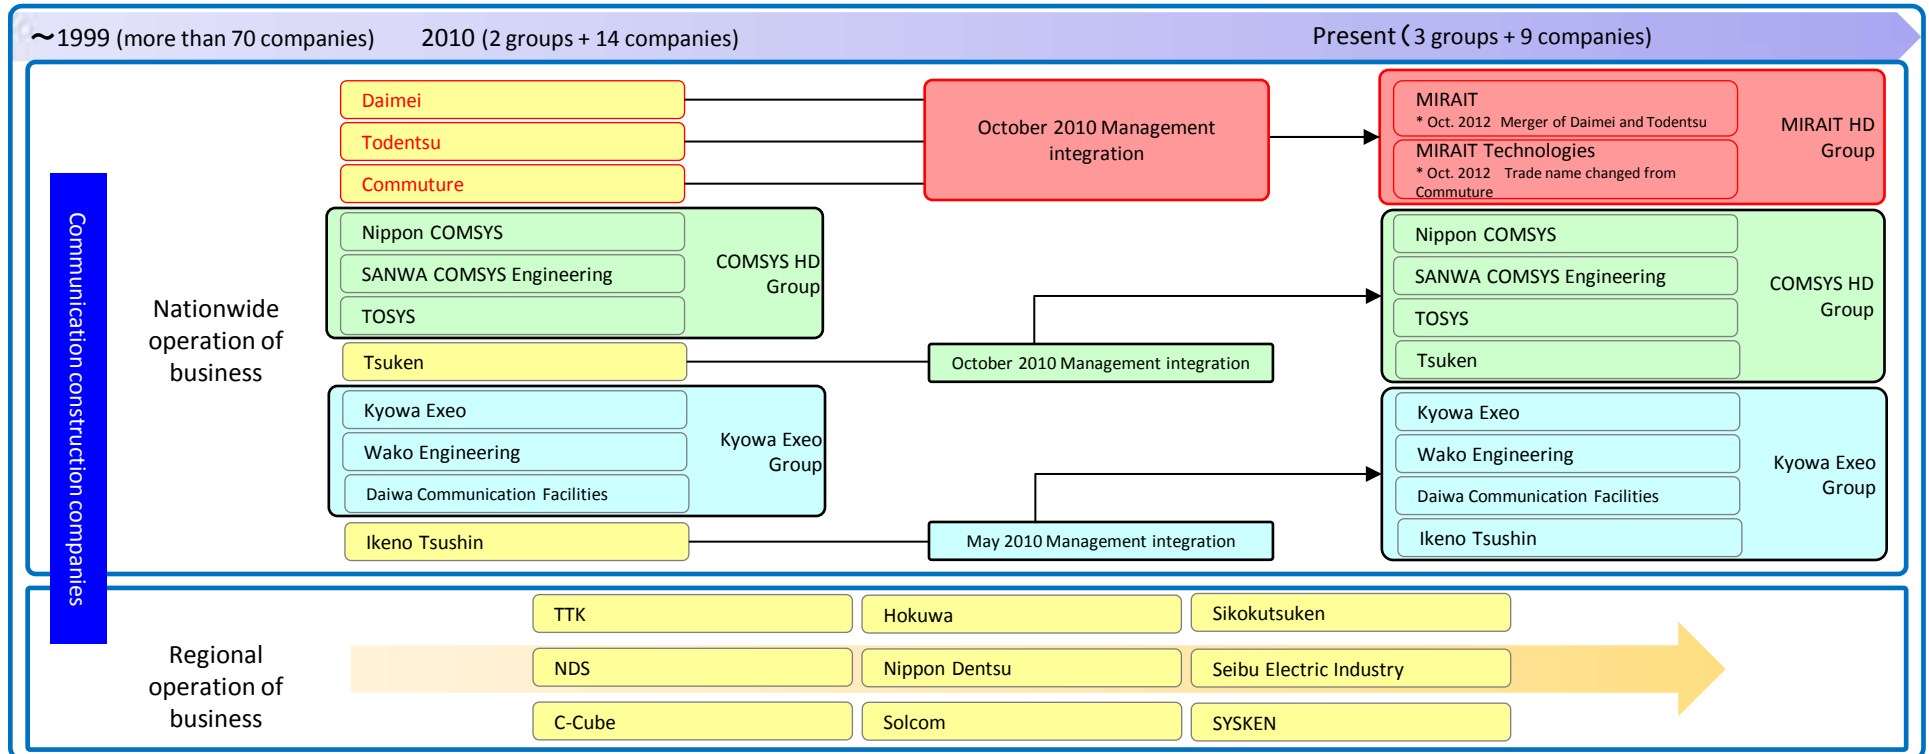 ～1999 (more than 70 companies)
2010 (2 groups + 14 companies)
Present (3 groups + 9 companies)
Communication construction companies
Nationwide
operation of
business
Daimei
Todentsu
Commuture
October 2010 Management
integration
MIRAIT
* Oct. 2012 Merger of Daimei and Todentsu
MIRAIT Technologies
* Oct. 2012 Trade name changed from
Commuture
MIRAIT HD
Group
Nippon COMSYS
SANWA COMSYS Engineering
TOSYS
COMSYS HD
Group
Tsuken
October 2010 Management integration
Nippon COMSYS
SANWA COMSYS Engineering
TOSYS
Tsuken
COMSYS HD
Group
Kyowa Exeo
Wako Engineering
Daiwa Communication Facilities
Kyowa Exeo
Group
Ikeno Tsushin
May 2010 Management integration
Kyowa Exeo
Wako Engineering
Daiwa Communication Facilities
Ikeno Tsushin
Kyowa Exeo
Group
Regional
operation of
business
TTK
Hokuwa
Sikokutsuken
NDS
Nippon Dentsu
Seibu Electric Industry
C-Cube
Solcom
SYSKEN